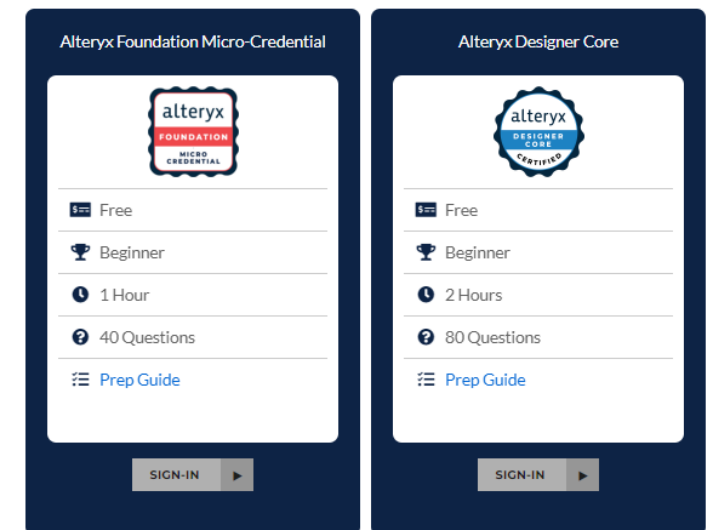 Alteryx Foundation Micro-Credential
alteryx
FOUNDATION
MICRO
CREDENTIAL
Free
Beginner
1 Hour
40 Questions
Prep Guide
SIGN-IN
Alteryx Designer Core
alteryx
DESIGNER
CORE
CERTIFIED
Free
Beginner
2 Hours
80 Questions
Prep Guide
SIGN-IN